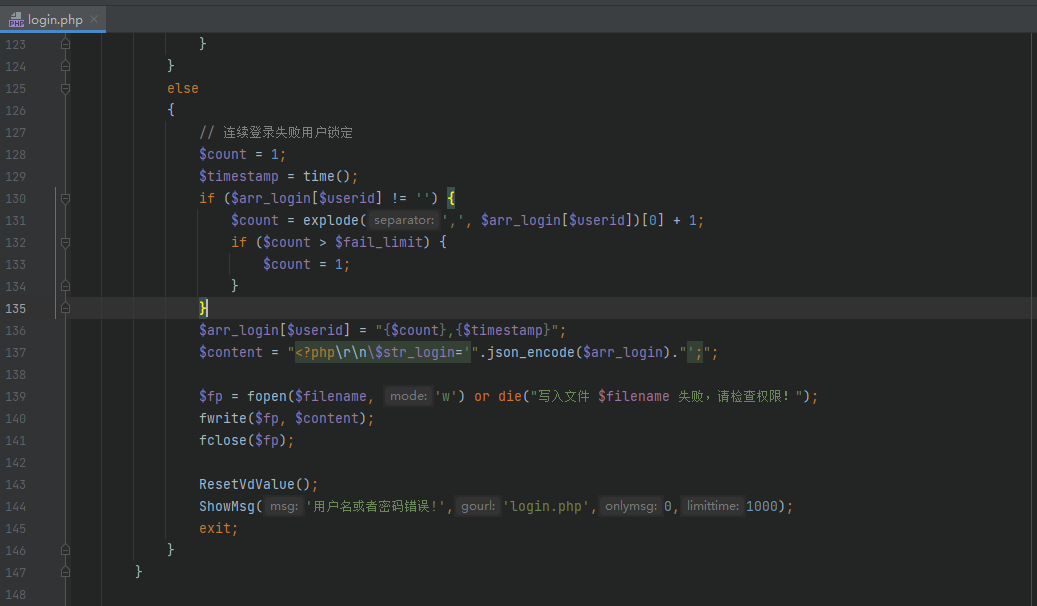 login.php
123 }
124 }
125 else
126 {
127 // 连续登录失败用户锁定
128 $count = 1;
129 $timestamp = time();
130 if ($arr_login[$userid] != '') {
131 $count = explode( separator: ',', $arr_login[$userid])[0] + 1;
132 if ($count > $fail_limit) {
133 $count = 1;
134 }
135 }
136 $arr_login[$userid] = "{$count},{$timestamp}";
137 $content = "<?php\r\n\$str_login='".json_encode($arr_login)."';";
138
139 $fp = fopen($filename, mode: 'w') or die("写入文件 $filename 失败,请检查权限!");
140 fwrite($fp, $content);
141 fclose($fp);
142
143 ResetVdValue();
144 ShowMsg( msg: '用户名或者密码错误!', gourl: 'login.php', onlymsg: 0, limittime: 1000);
145 exit;
146 }
147 }
148